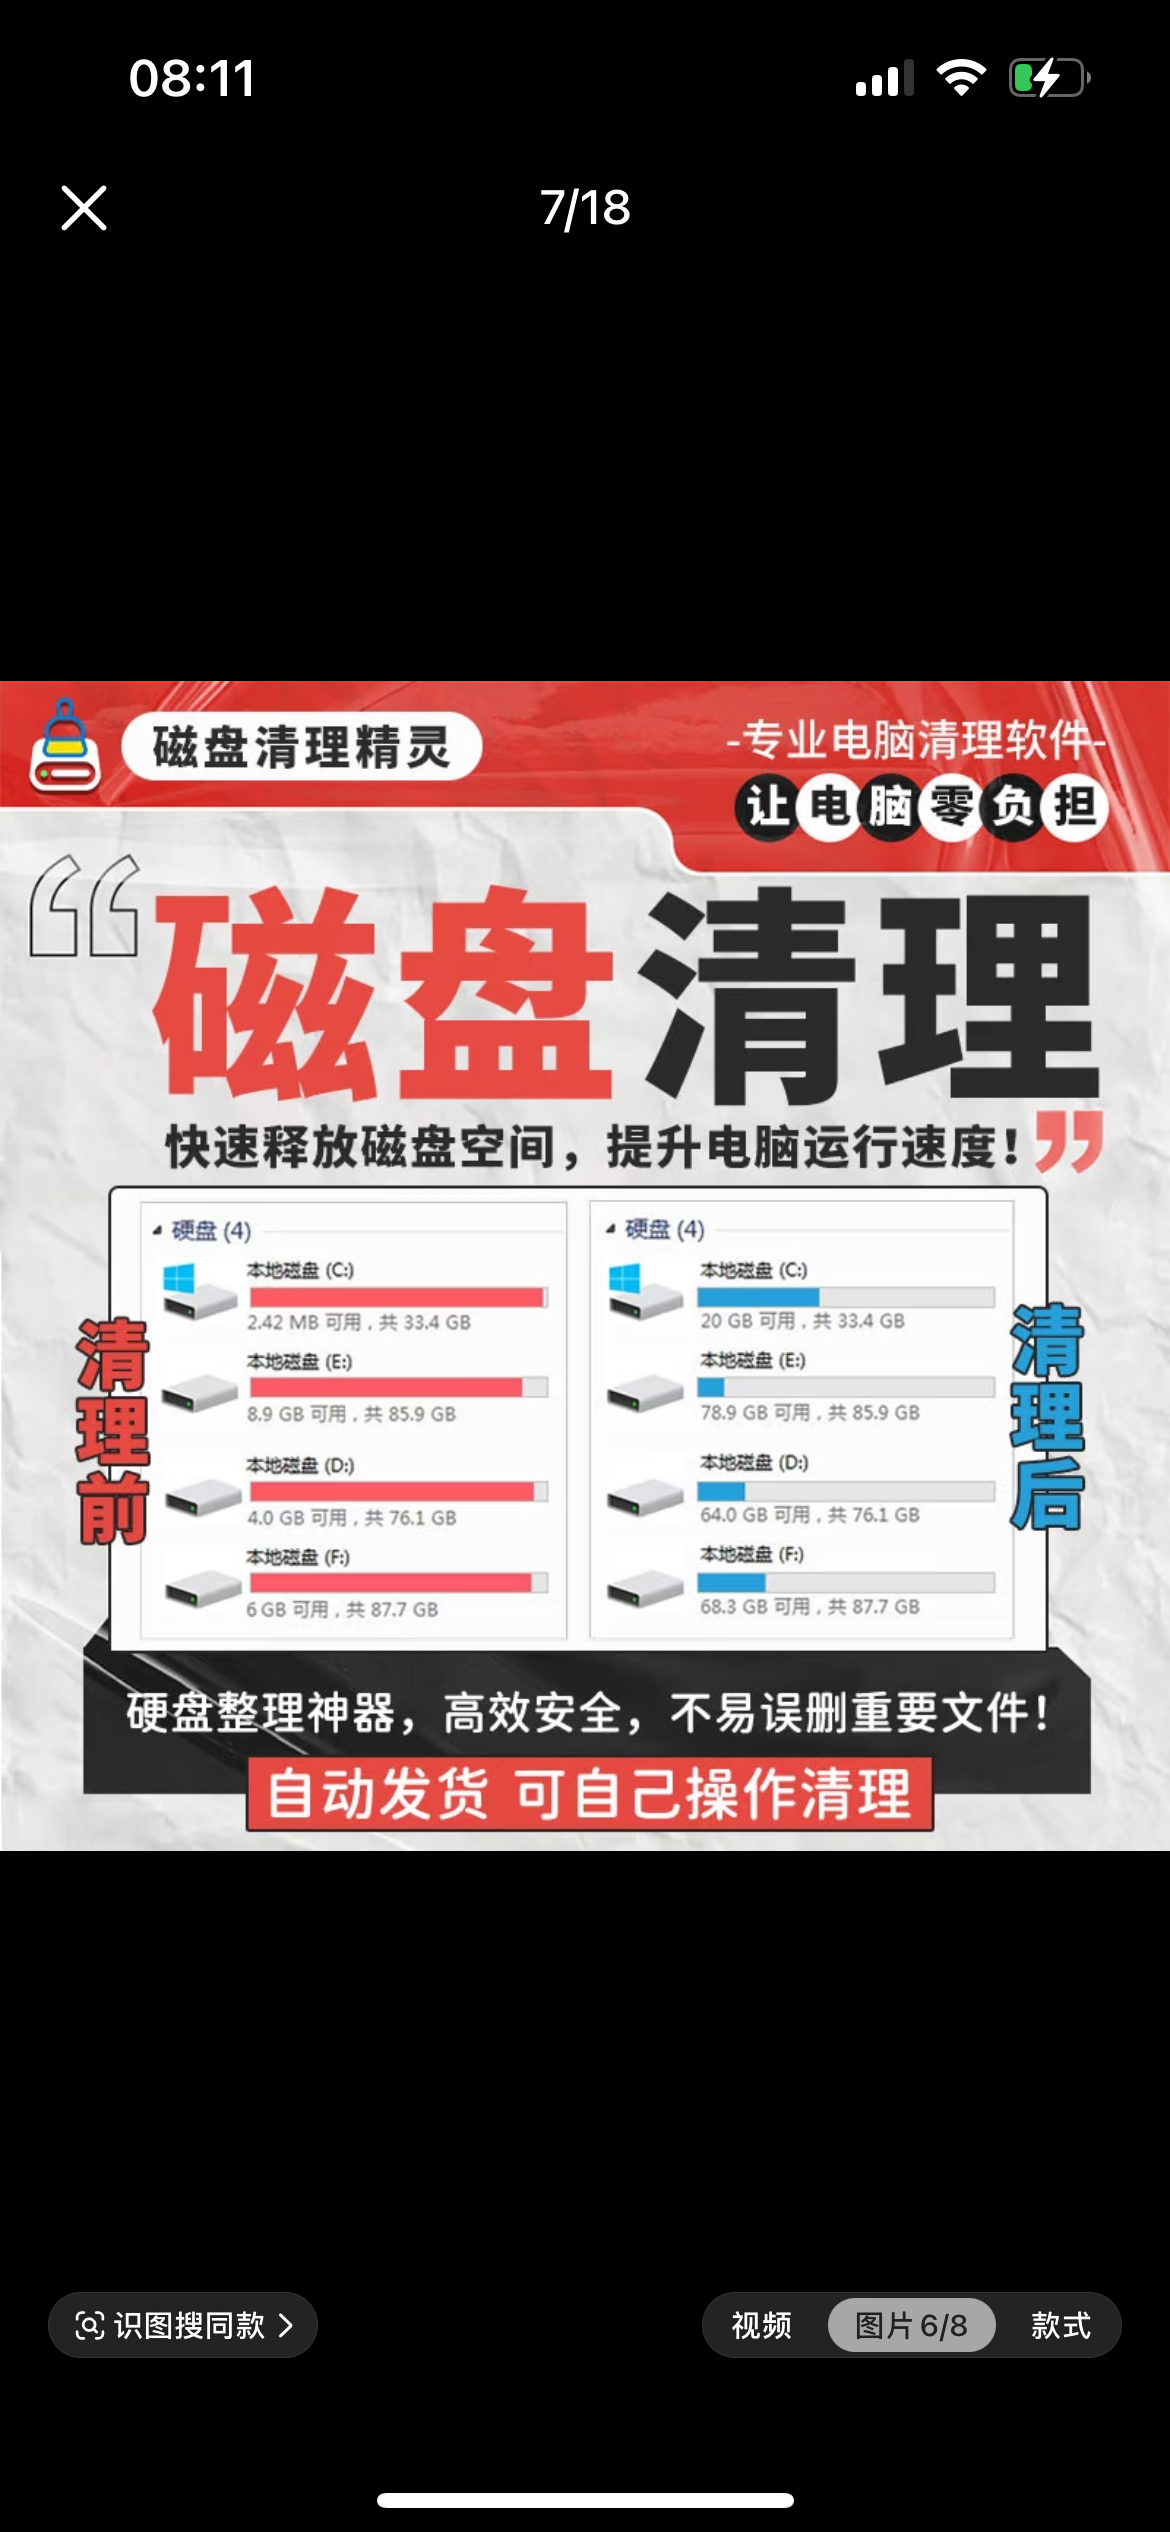 08:11
7/18
磁盘清理精灵
-专业电脑清理软件-
让电脑零负担
“磁盘清理
快速释放磁盘空间，提升电脑运行速度！”
硬盘 (4)
本地磁盘 (C:)
2.42 MB 可用，共 33.4 GB
本地磁盘 (E:)
8.9 GB 可用，共 85.9 GB
本地磁盘 (D:)
4.0 GB 可用，共 76.1 GB
本地磁盘 (F:)
6 GB 可用，共 87.7 GB
清理前
硬盘 (4)
本地磁盘 (C:)
20 GB 可用，共 33.4 GB
本地磁盘 (E:)
78.9 GB 可用，共 85.9 GB
本地磁盘 (D:)
64.0 GB 可用，共 76.1 GB
本地磁盘 (F:)
68.3 GB 可用，共 87.7 GB
清理后
硬盘整理神器，高效安全，不易误删重要文件！
自动发货 可自己操作清理
识图搜同款
视频 图片 6/8 款式